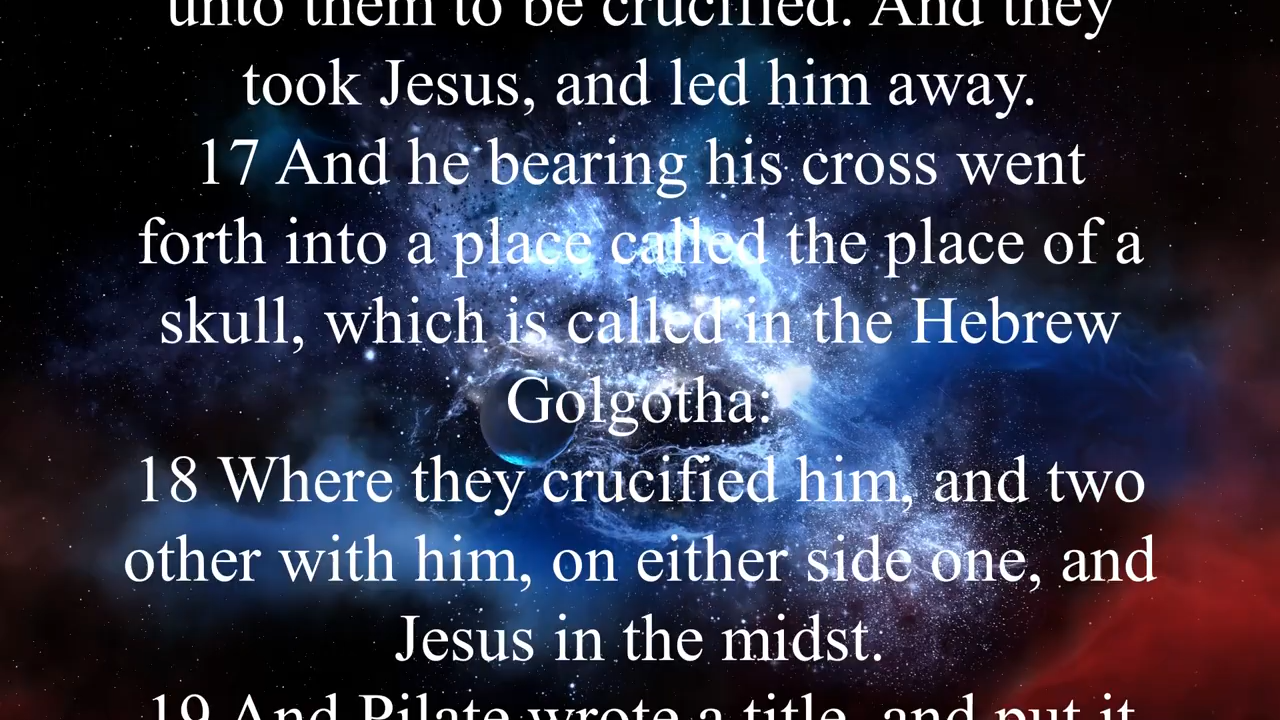 unto them to be crucified. And they
took Jesus, and led him away.
17 And he bearing his cross went
forth into a place called the place of a
skull, which is called in the Hebrew
Golgotha:
18 Where they crucified him, and two
other with him, on either side one, and
Jesus in the midst.
19 And Pilate wrote a title, and put it